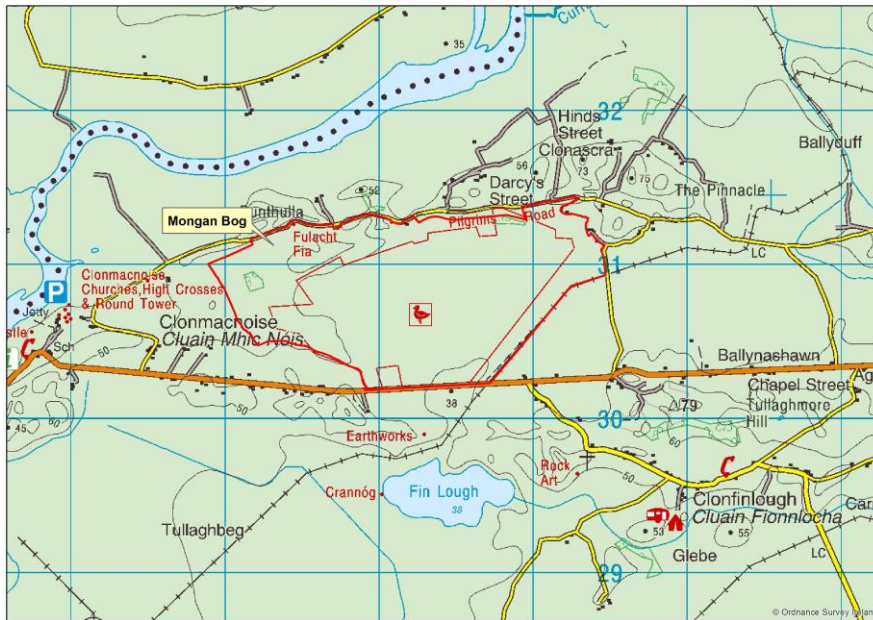 35
Hinds
Street
Clonascra
32
56
73
75
52
Darcy's
Street
The Pinnacle
Ballyduff
Mongan Bog
Pilgrims Road
Fulacht
Fia
31
LC
P
Clonmacnoise
Churches, High Crosses
& Round Tower
Jetty
Sch
50
Clonmacnoise
Cluain Mhic Nóis
50
38
Ballynashawn
Chapel Street
Tullaghmore
Hill
79
60
30
45
60
Earthworks
Rock
Art
50
Crannóg
Fin Lough
38
Clonfinlough
Cluain Fionnlocha
53
55
Glebe
Tullaghbeg
LC
29
© Ordnance Survey Ireland